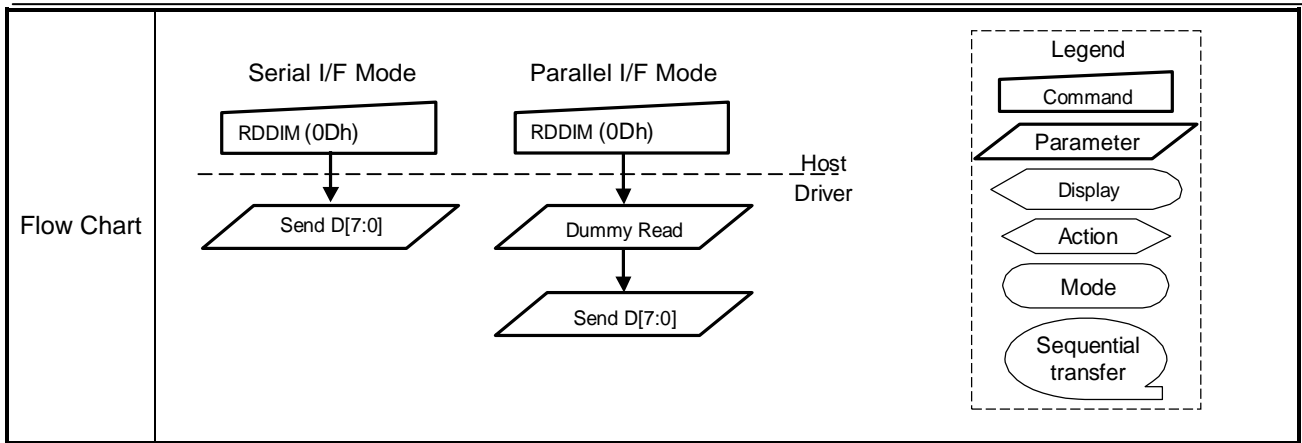 Flow Chart
Serial I/F Mode
RDDIM (0Dh)
Send D[7:0]
Parallel I/F Mode
RDDIM (0Dh)
Dummy Read
Send D[7:0]
Host
Driver
Legend
Command
Parameter
Display
Action
Mode
Sequential
transfer